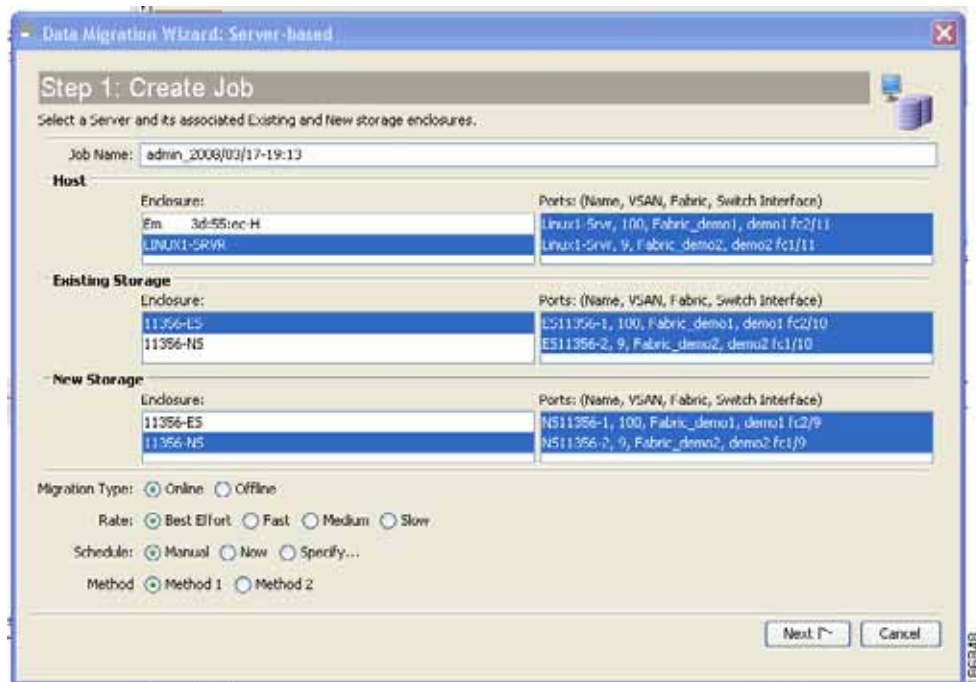 Data Migration Wizard: Server-based
Step 1: Create Job
Select a Server and its associated Existing and New storage enclosures.
Job Name: admin_2008/03/17-19:13
Host
Enclosure:
Ports: (Name, VSAN, Fabric, Switch Interface)
Em 3d:55:ec-H
LINUX1-SRVR
Linux1-Srvr, 100, Fabric_demo1, demo1 fc2/11
Linux1-Srvr, 9, Fabric_demo2, demo2 fc1/11
Existing Storage
Enclosure:
Ports: (Name, VSAN, Fabric, Switch Interface)
11356-ES
11356-NS
ES11356-1, 100, Fabric_demo1, demo1 fc2/10
ES11356-2, 9, Fabric_demo2, demo2 fc1/10
New Storage
Enclosure:
Ports: (Name, VSAN, Fabric, Switch Interface)
11356-ES
11356-NS
NS11356-1, 100, Fabric_demo1, demo1 fc2/9
NS11356-2, 9, Fabric_demo2, demo2 fc1/9
Migration Type: Online Offline
Rate: Best Effort Fast Medium Slow
Schedule: Manual Now Specify...
Method Method 1 Method 2
Next Cancel